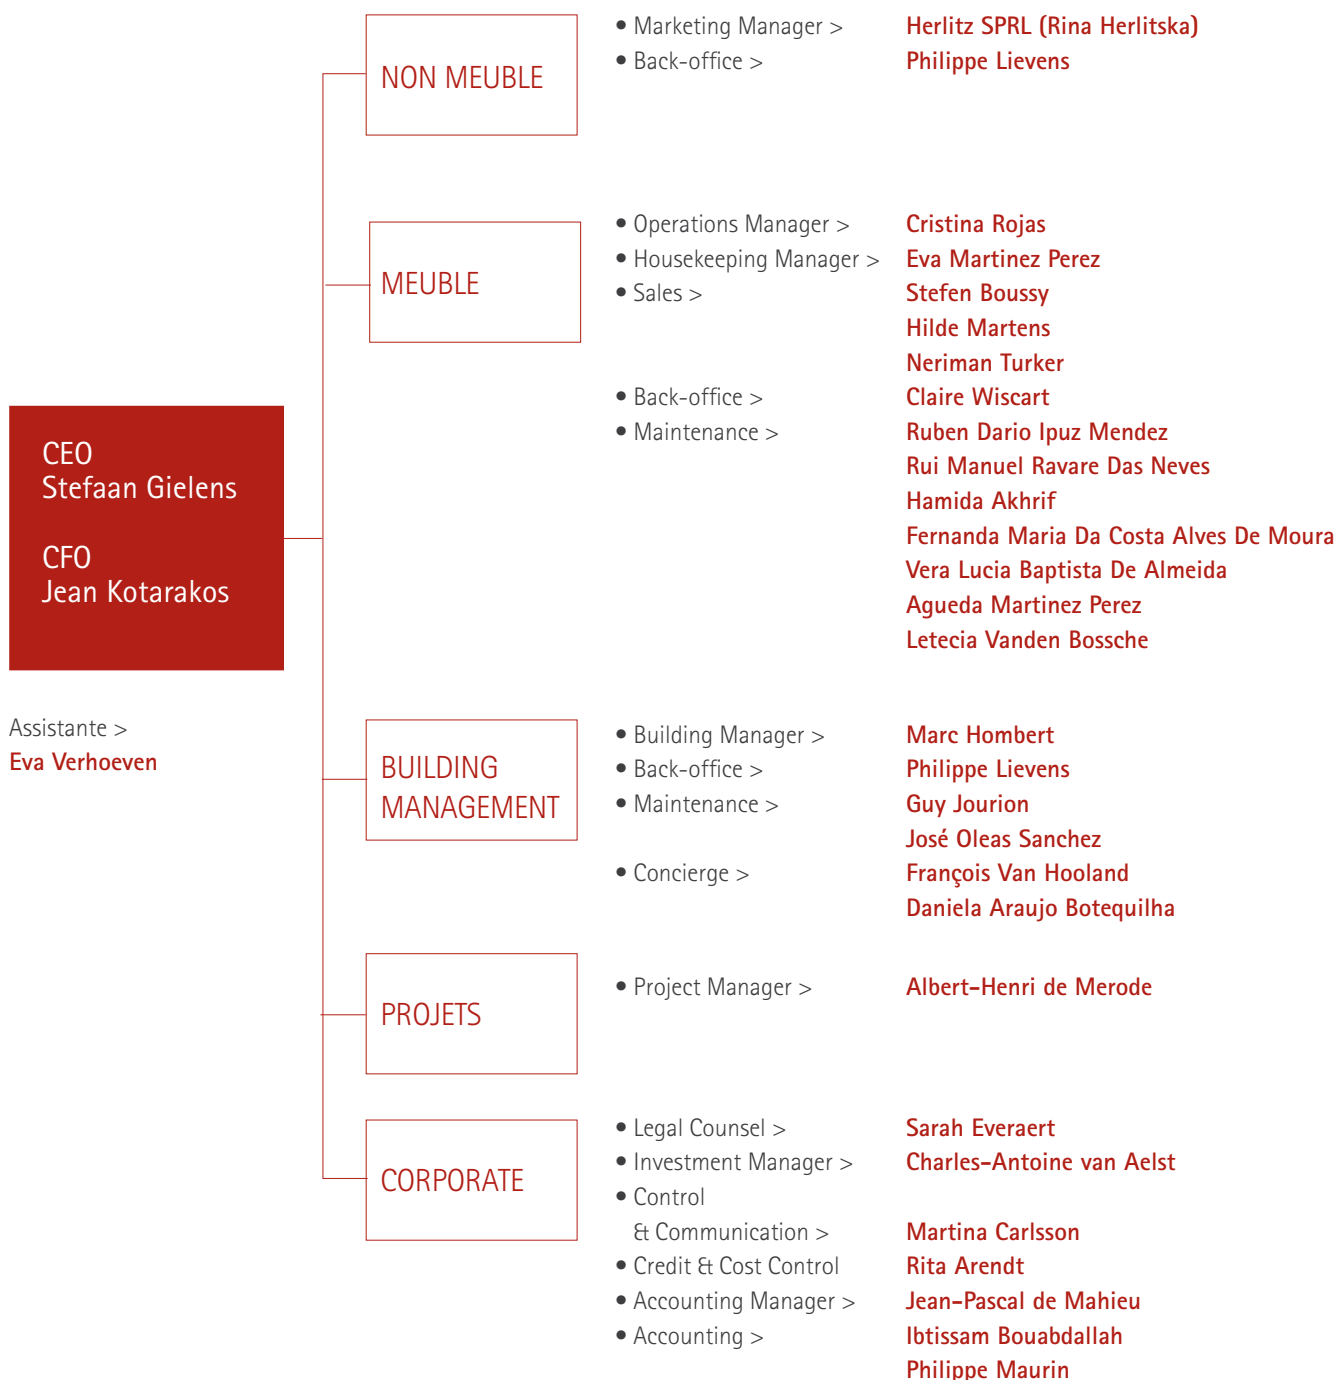 CEO
Stefaan Gielens
CFO
Jean Kotarakos
Assistante >
Eva Verhoeven
NON MEUBLE
• Marketing Manager > Herlitz SPRL (Rina Herlitska)
• Back-office > Philippe Lievens
MEUBLE
• Operations Manager > Cristina Rojas
• Housekeeping Manager > Eva Martinez Perez
• Sales > Stefen Boussy
Hilde Martens
Neriman Turker
• Back-office > Claire Wiscart
• Maintenance > Ruben Dario Ipuz Mendez
Rui Manuel Ravare Das Neves
Hamida Akhrif
Fernanda Maria Da Costa Alves De Moura
Vera Lucia Baptista De Almeida
Agueda Martinez Perez
Letecia Vanden Bossche
BUILDING
MANAGEMENT
• Building Manager > Marc Hombert
• Back-office > Philippe Lievens
• Maintenance > Guy Jourion
José Oleas Sanchez
• Concierge > François Van Hooland
Daniela Araujo Botequilha
PROJETS
• Project Manager > Albert-Henri de Merode
CORPORATE
• Legal Counsel > Sarah Everaert
• Investment Manager > Charles-Antoine van Aelst
• Control
& Communication > Martina Carlsson
• Credit & Cost Control Rita Arendt
• Accounting Manager > Jean-Pascal de Mahieu
• Accounting > Ibtissam Bouabdallah
Philippe Maurin